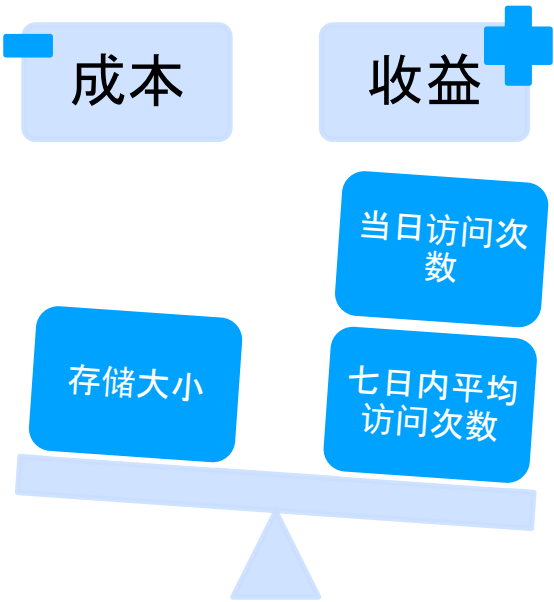 成本
收益
当日访问次
数
存储大小
七日内平均
访问次数